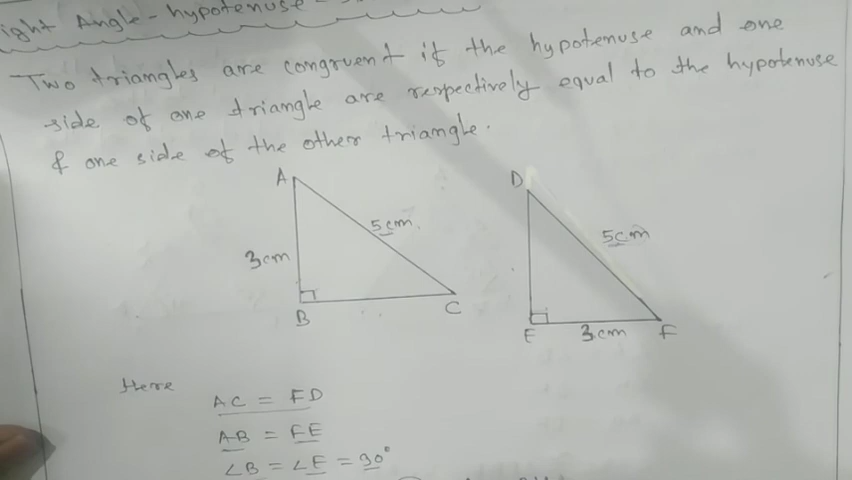 ight Angle - hypotenuse -
Two triangles are congruent if the hypotenuse and one
side of one triangle are respectively equal to the hypotenuse
& one side of the other triangle.
A
D
5cm
5cm
3cm
B
C
E
3cm
F
Here
AC = FD
AB = FE
∠B = ∠E = 90°